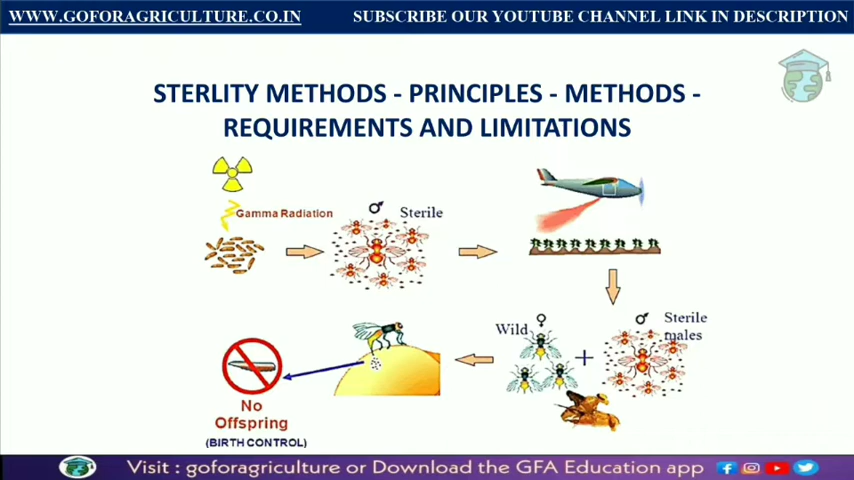 WWW.GOFORAGRICULTURE.CO.IN
SUBSCRIBE OUR YOUTUBE CHANNEL LINK IN DESCRIPTION
STERLITY METHODS - PRINCIPLES - METHODS -
REQUIREMENTS AND LIMITATIONS
Gamma Radiation
♂
Sterile
Wild
♀
♂
Sterile
males
No
Offspring
(BIRTH CONTROL)
Visit : goforagriculture or Download the GFA Education app